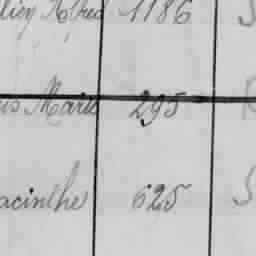 Alfred 1186 S
Marie 295
acinthe 625 S